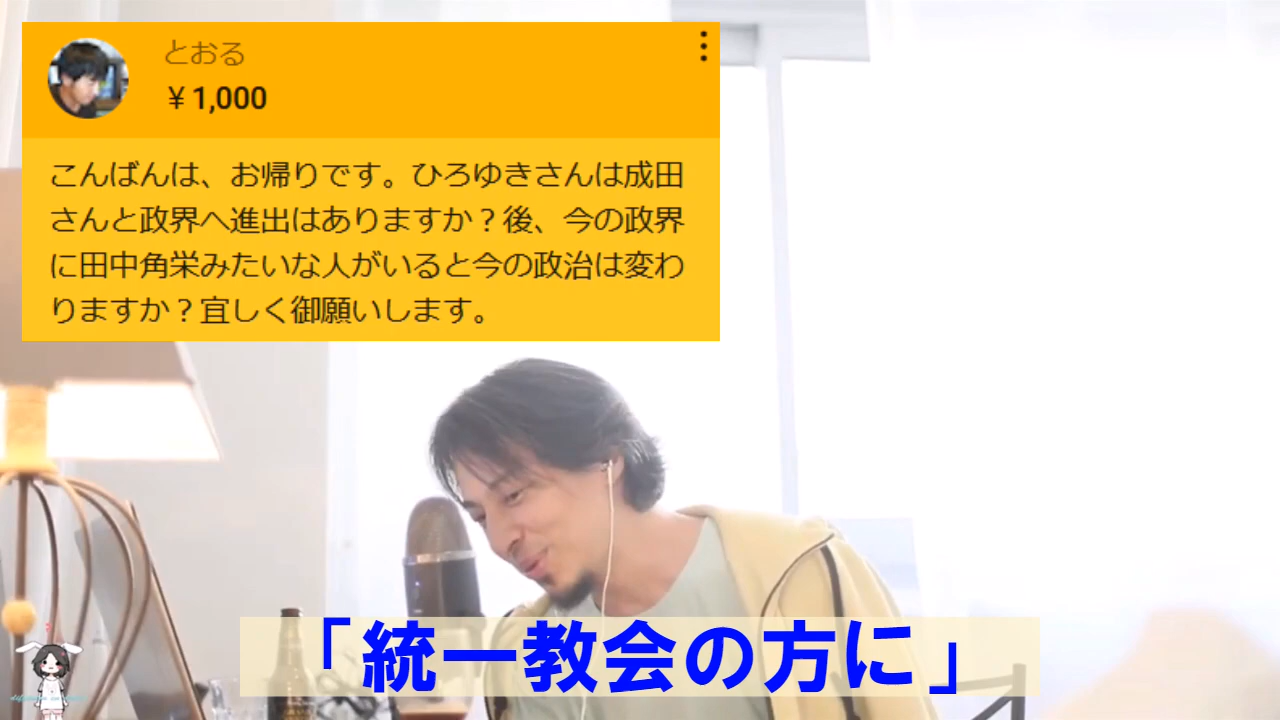 とおる
￥1,000
こんばんは、お帰りです。ひろゆきさんは成田
さんと政界へ進出はありますか？後、今の政界
に田中角栄みたいな人がいると今の政治は変わ
りますか？宜しく御願いします。
「統一教会の方に」